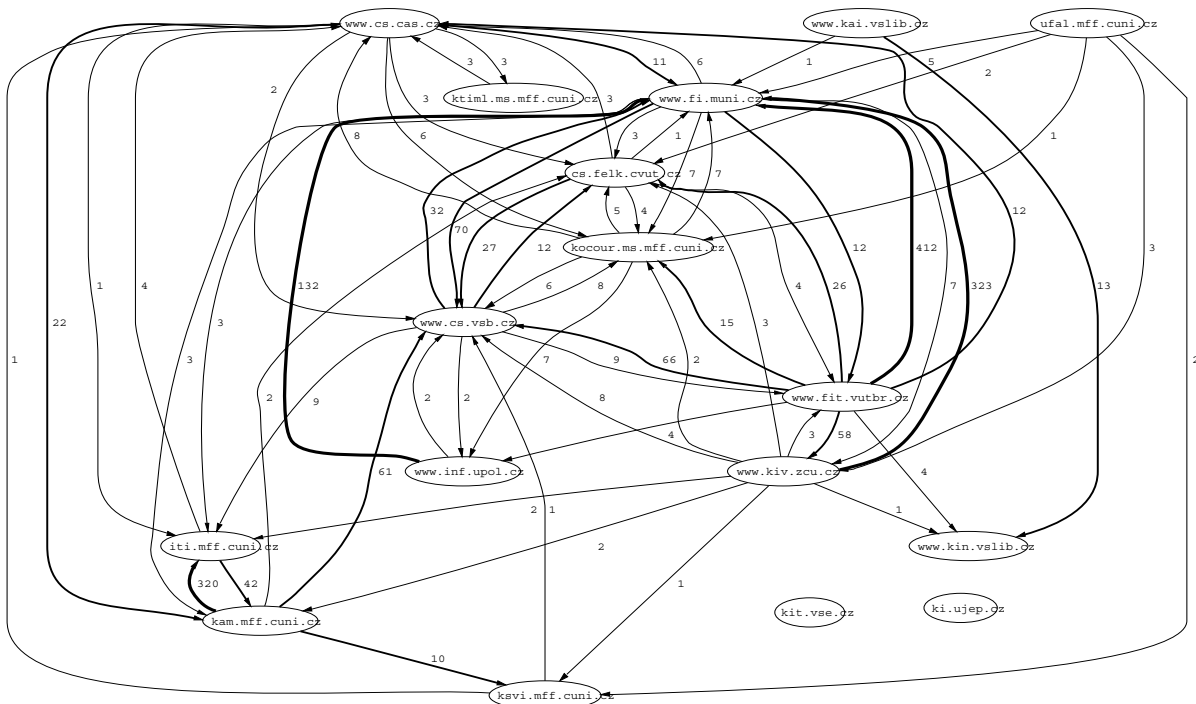 www.cs.cas.cz www.kai.vslib.cz ufal.mff.cuni.cz
3 3 11 6 1 5
2 2
ktiml.ms.mff.cuni.cz www.fi.muni.cz
3 3
8 6 3 1 1
7 7
cs.felk.cvut.cz
32 5 4 12
70
27 12 kocour.ms.mff.cuni.cz 12 412 3
1 4 132 6 8 4 26 7 323 13
22 3 www.cs.vsb.cz 15 3
1 3 7 9 66 2 2
www.fit.vutbr.cz
2 9 2 2 8
4 3 58
61 www.inf.upol.cz www.kiv.zcu.cz 4
2 1 1
iti.mff.cuni.cz 2 www.kin.vslib.cz
320 42 1
kam.mff.cuni.cz kit.vse.cz ki.ujep.cz
10
ksvi.mff.cuni.cz